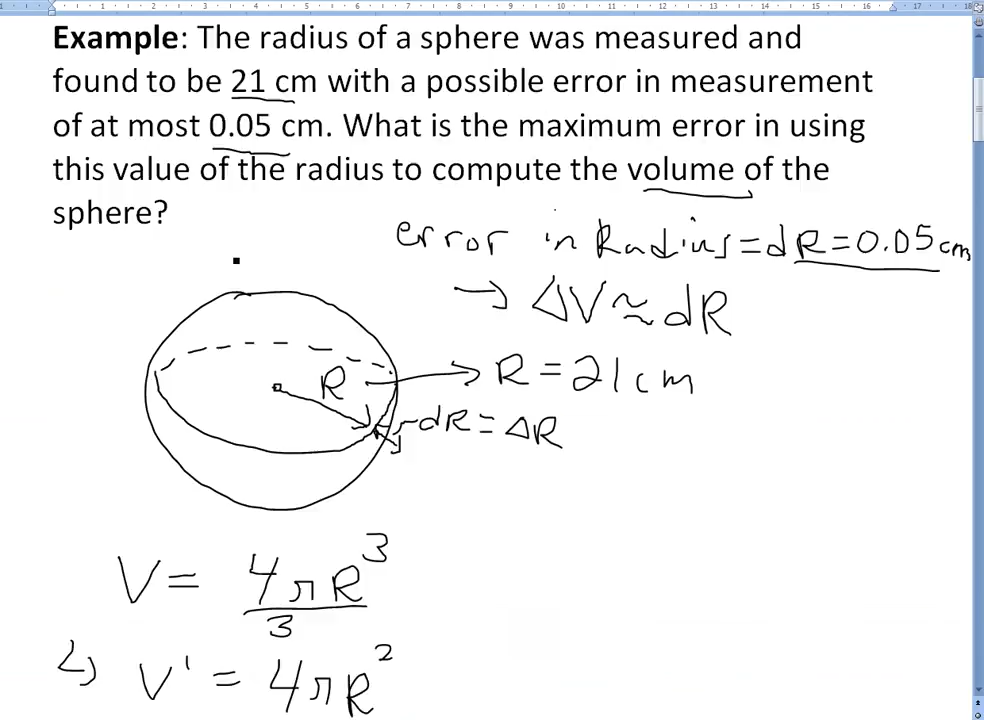 Example: The radius of a sphere was measured and
found to be 21 cm with a possible error in measurement
of at most 0.05 cm. What is the maximum error in using
this value of the radius to compute the volume of the
sphere?
error in Radius = dR = 0.05 cm
→ ΔV ≈ dR
R → R = 21 cm
dR = ΔR
V = 4πR³
3
↳ V' = 4πR²